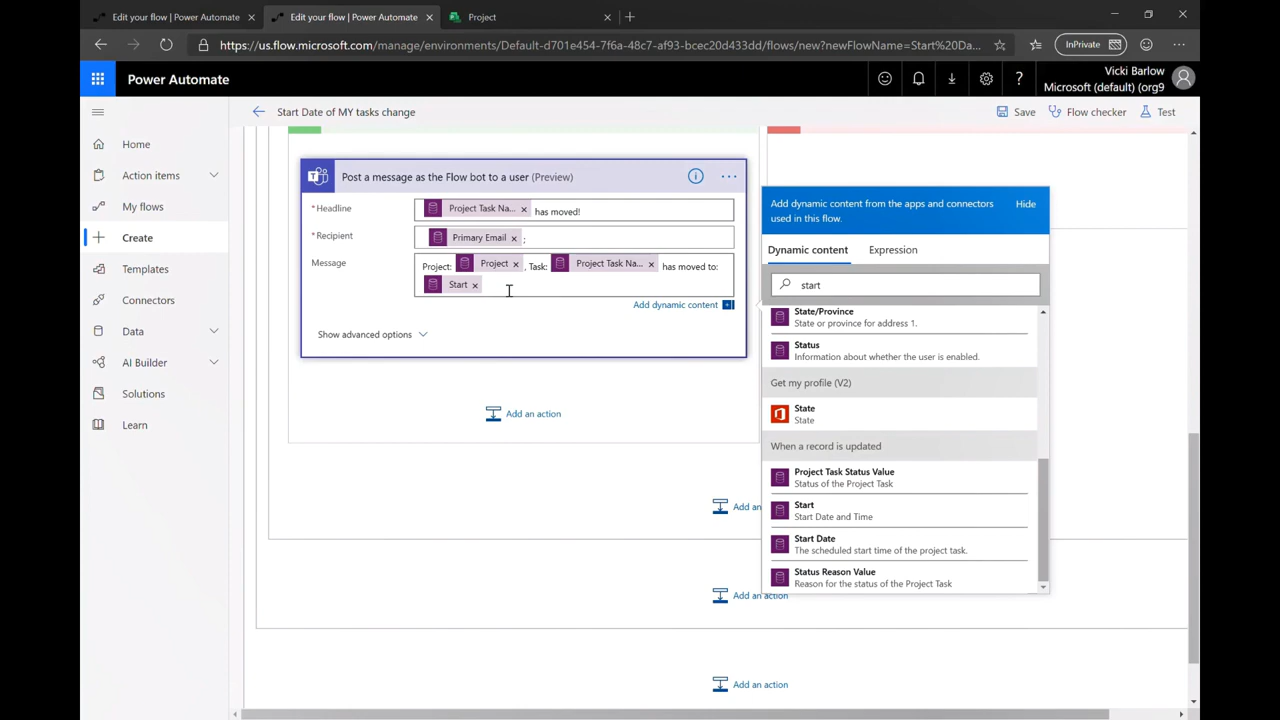 Edit your flow | Power Automate
Edit your flow | Power Automate
Project
https://us.flow.microsoft.com/manage/environments/Default-d701e454-7f6a-48c7-af93-bcec20d433dd/flows/new?newFlowName=Start%20Da...
InPrivate
Power Automate
Vicki Barlow
Microsoft (default) (org9
Start Date of MY tasks change
Save
Flow checker
Test
Home
Action items
My flows
Create
Templates
Connectors
Data
AI Builder
Solutions
Learn
Post a message as the Flow bot to a user (Preview)
* Headline
Project Task Na... × has moved!
* Recipient
Primary Email × ;
Message
Project: Project × , Task: Project Task Na... × has moved to:
Start ×
Add dynamic content
Show advanced options
Add an action
Add an
Add an action
Add an action
Add dynamic content from the apps and connectors
used in this flow.
Hide
Dynamic content
Expression
start
State/Province
State or province for address 1.
Status
Information about whether the user is enabled.
Get my profile (V2)
State
State
When a record is updated
Project Task Status Value
Status of the Project Task
Start
Start Date and Time
Start Date
The scheduled start time of the project task.
Status Reason Value
Reason for the status of the Project Task